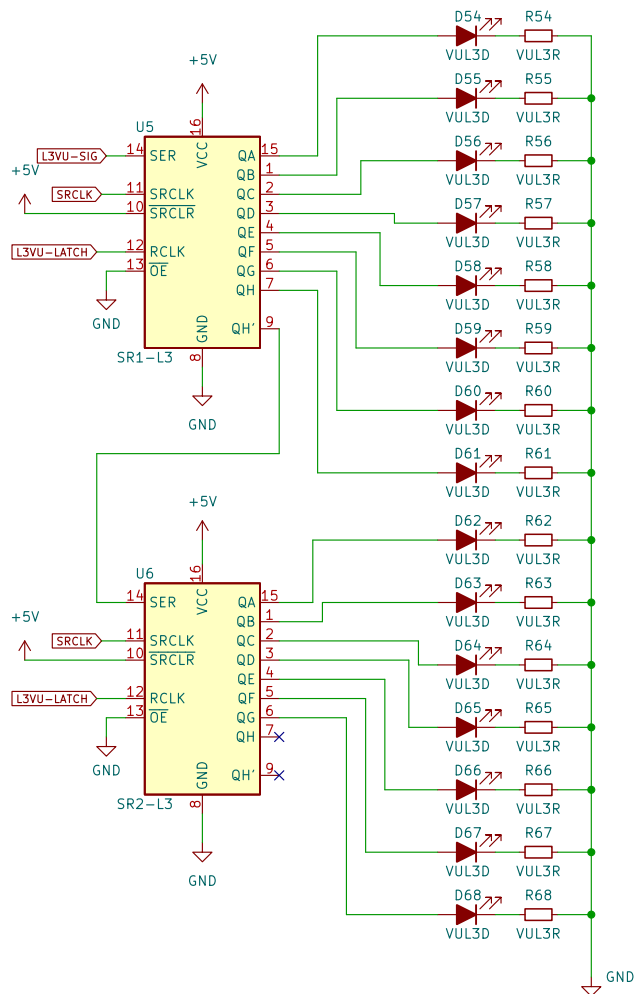 D54 R54
VUL3D VUL3R
+5V
D55 R55
VUL3D VUL3R
U5
16
VCC
L3VU-SIG 14 SER QA 15
D56 R56
VUL3D VUL3R
+5V
QB 1
SRCLK 11 SRCLK QC 2
10 SRCLR QD 3
D57 R57
VUL3D VUL3R
QE 4
L3VU-LATCH 12 RCLK QF 5
13 OE QG 6
D58 R58
VUL3D VUL3R
QH 7
GND
GND QH' 9
8
SR1-L3
D59 R59
VUL3D VUL3R
GND
D60 R60
VUL3D VUL3R
D61 R61
VUL3D VUL3R
+5V
D62 R62
VUL3D VUL3R
U6
16
VCC
14 SER QA 15
D63 R63
VUL3D VUL3R
+5V
QB 1
SRCLK 11 SRCLK QC 2
10 SRCLR QD 3
D64 R64
VUL3D VUL3R
QE 4
L3VU-LATCH 12 RCLK QF 5
13 OE QG 6
D65 R65
VUL3D VUL3R
QH 7
GND
GND QH' 9
8
SR2-L3
D66 R66
VUL3D VUL3R
GND
D67 R67
VUL3D VUL3R
D68 R68
VUL3D VUL3R
GND